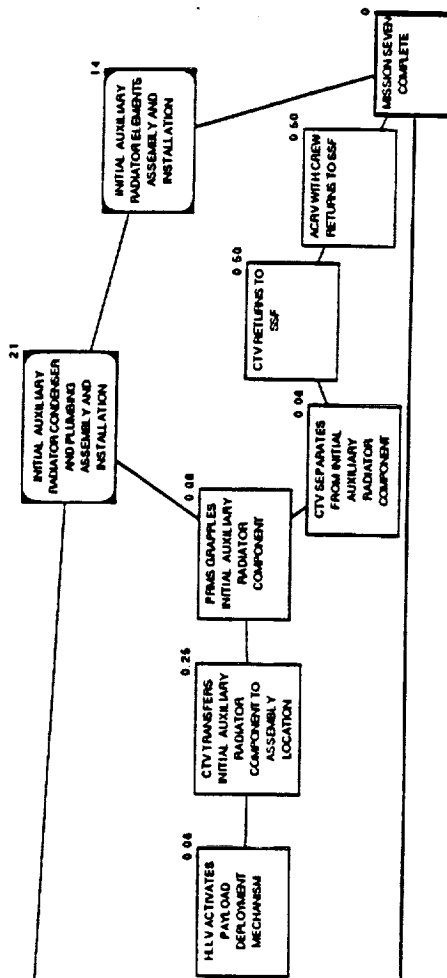 0.06
HLLV ACTIVATES
PAYLOAD
DEPLOYMENT
MECHANISM
0.26
CTV TRANSFERS
INITIAL AUXILIARY
RADIATOR
COMPONENT TO
ASSEMBLY
LOCATION
0.08
PRMS GRAPPLES
INITIAL AUXILIARY
RADIATOR
COMPONENT
21
INITIAL AUXILIARY
RADIATOR CONDENSER
AND PLUMBING
ASSEMBLY AND
INSTALLATION
0.04
CTV SEPARATES
FROM INITIAL
AUXILIARY
RADIATOR
COMPONENT
0.50
CTV RETURNS TO
SSF
14
INITIAL AUXILIARY
RADIATOR ELEMENTS
ASSEMBLY AND
INSTALLATION
0.50
ACRV WITH CREW
RETURNS TO SSF
0
MISSION SEVEN
COMPLETE